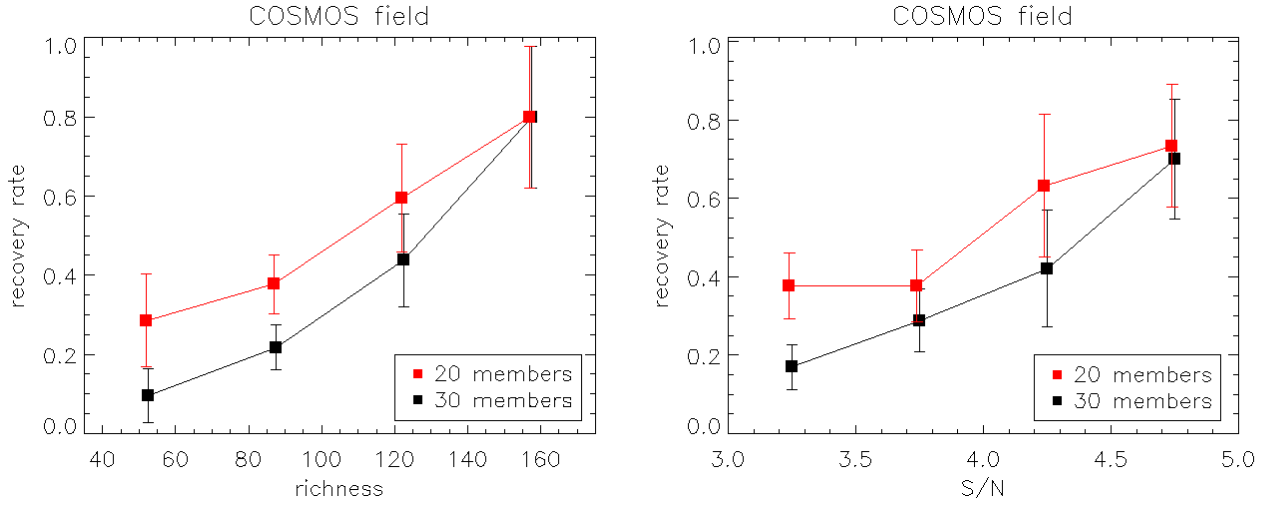 COSMOS field
1.0
0.8
0.6
0.4
0.2
0.0
recovery rate
20 members
30 members
40 60 80 100 120 140 160
richness
COSMOS field
1.0
0.8
0.6
0.4
0.2
0.0
recovery rate
20 members
30 members
3.0 3.5 4.0 4.5 5.0
S/N